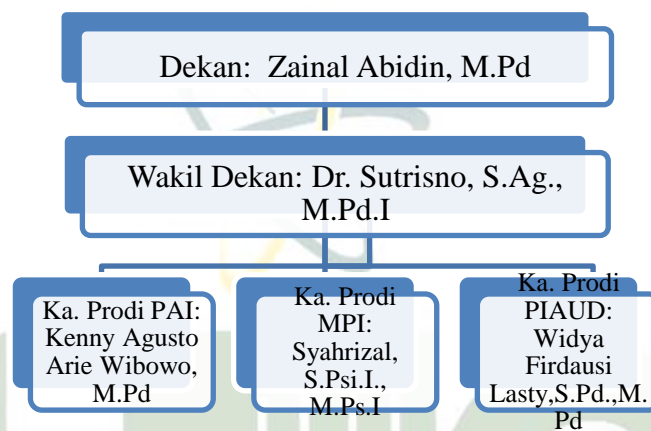 Dekan: Zainal Abidin, M.Pd
Wakil Dekan: Dr. Sutrisno, S.Ag.,
M.Pd.I
Ka. Prodi PAI:
Kenny Agusto
Arie Wibowo,
M.Pd
Ka. Prodi
MPI:
Syahrizal,
S.Psi.I.,
M.Ps.I
Ka. Prodi
PIAUD:
Widya
Firdausi
Lasty,S.Pd.,M.
Pd